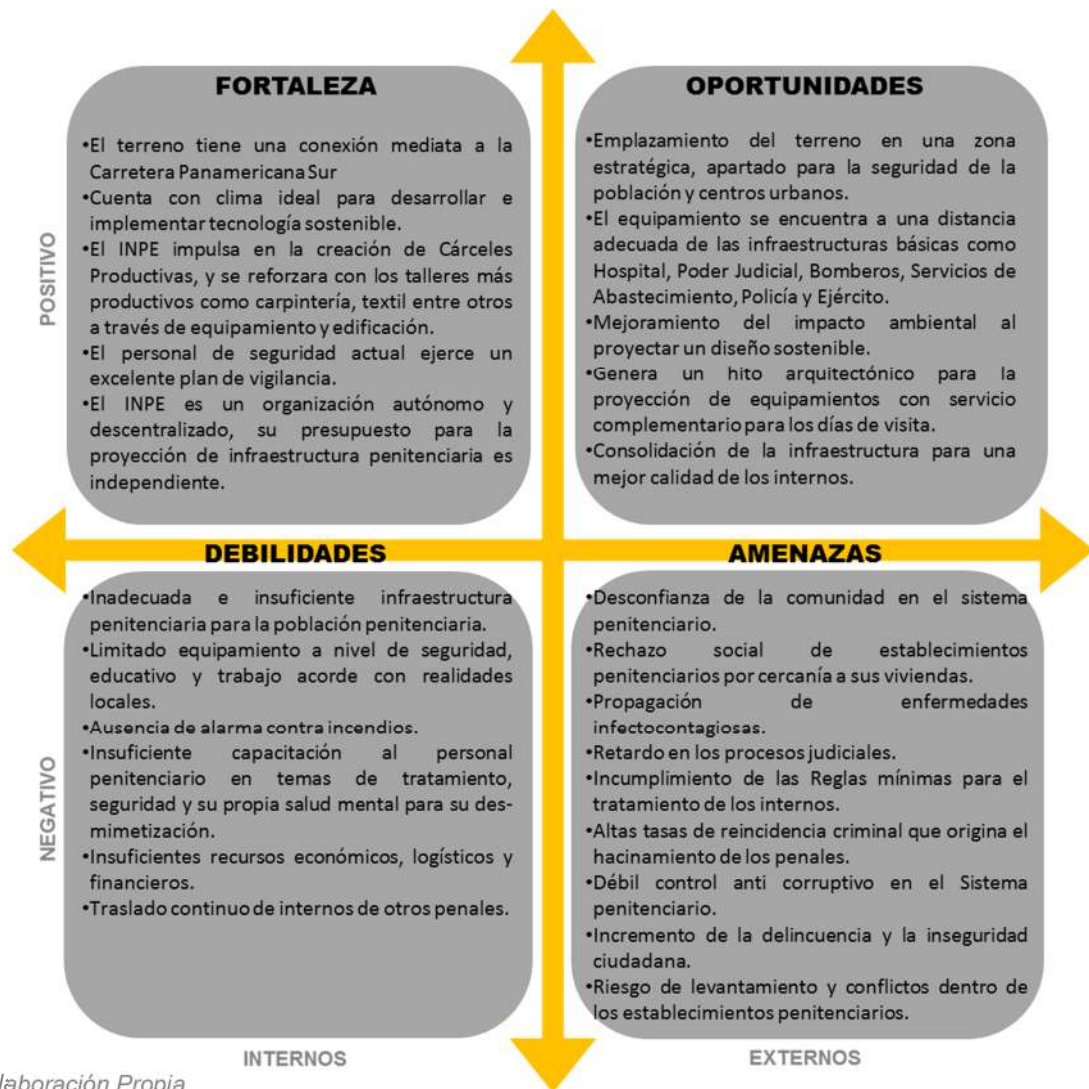 FORTALEZA
•El terreno tiene una conexión mediata a la
Carretera Panamericana Sur
•Cuenta con clima ideal para desarrollar e
implementar tecnología sostenible.
•El INPE impulsa en la creación de Cárceles
Productivas, y se reforzara con los talleres más
productivos como carpintería, textil entre otros
a través de equipamiento y edificación.
•El personal de seguridad actual ejerce un
excelente plan de vigilancia.
•El INPE es un organización autónomo y
descentralizado, su presupuesto para la
proyección de infraestructura penitenciaria es
independiente.
OPORTUNIDADES
•Emplazamiento del terreno en una zona
estratégica, apartado para la seguridad de la
población y centros urbanos.
•El equipamiento se encuentra a una distancia
adecuada de las infraestructuras básicas como
Hospital, Poder Judicial, Bomberos, Servicios de
Abastecimiento, Policía y Ejército.
•Mejoramiento del impacto ambiental al
proyectar un diseño sostenible.
•Genera un hito arquitectónico para la
proyección de equipamientos con servicio
complementario para los días de visita.
•Consolidación de la infraestructura para una
mejor calidad de los internos.
POSITIVO
DEBILIDADES
•Inadecuada e insuficiente infraestructura
penitenciaria para la población penitenciaria.
•Limitado equipamiento a nivel de seguridad,
educativo y trabajo acorde con realidades
locales.
•Ausencia de alarma contra incendios.
•Insuficiente capacitación al personal
penitenciario en temas de tratamiento,
seguridad y su propia salud mental para su des-
mimetización.
•Insuficientes recursos económicos, logísticos y
financieros.
•Traslado continuo de internos de otros penales.
AMENAZAS
•Desconfianza de la comunidad en el sistema
penitenciario.
•Rechazo social de establecimientos
penitenciarios por cercanía a sus viviendas.
•Propagación de enfermedades
infectocontagiosas.
•Retardo en los procesos judiciales.
•Incumplimiento de las Reglas mínimas para el
tratamiento de los internos.
•Altas tasas de reincidencia criminal que origina el
hacinamiento de los penales.
•Débil control anti corruptivo en el Sistema
penitenciario.
•Incremento de la delincuencia y la inseguridad
ciudadana.
•Riesgo de levantamiento y conflictos dentro de
los establecimientos penitenciarios.
NEGATIVO
INTERNOS
EXTERNOS
laboración Propia